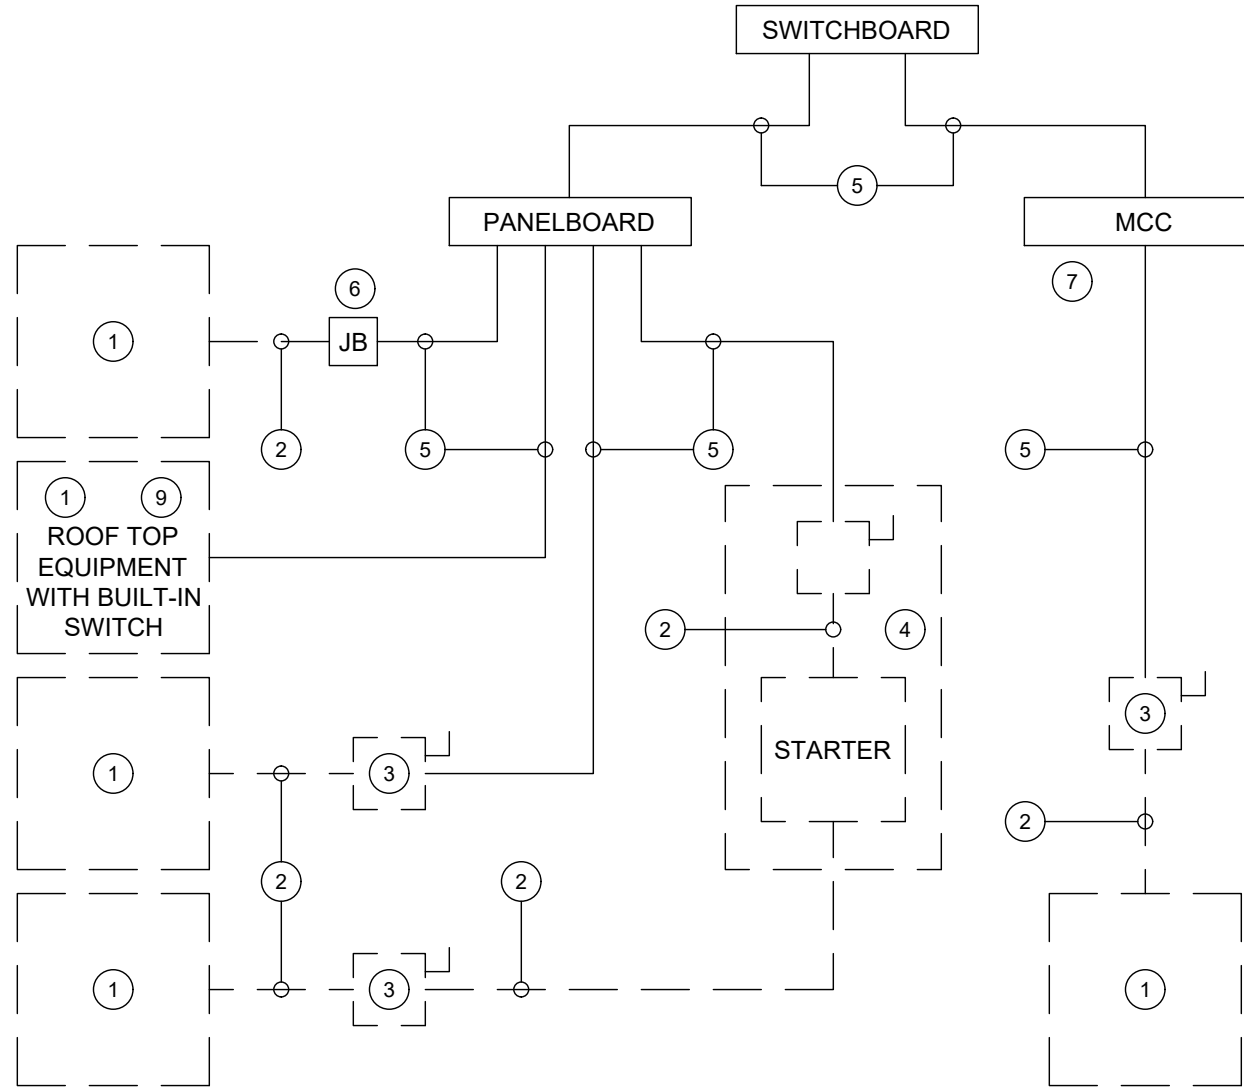 SWITCHBOARD
5
PANELBOARD
MCC
6
7
1
JB
2
5
5
5
1
9
ROOF TOP
EQUIPMENT
WITH BUILT-IN
SWITCH
2
4
3
1
3
STARTER
2
2
2
1
3
1